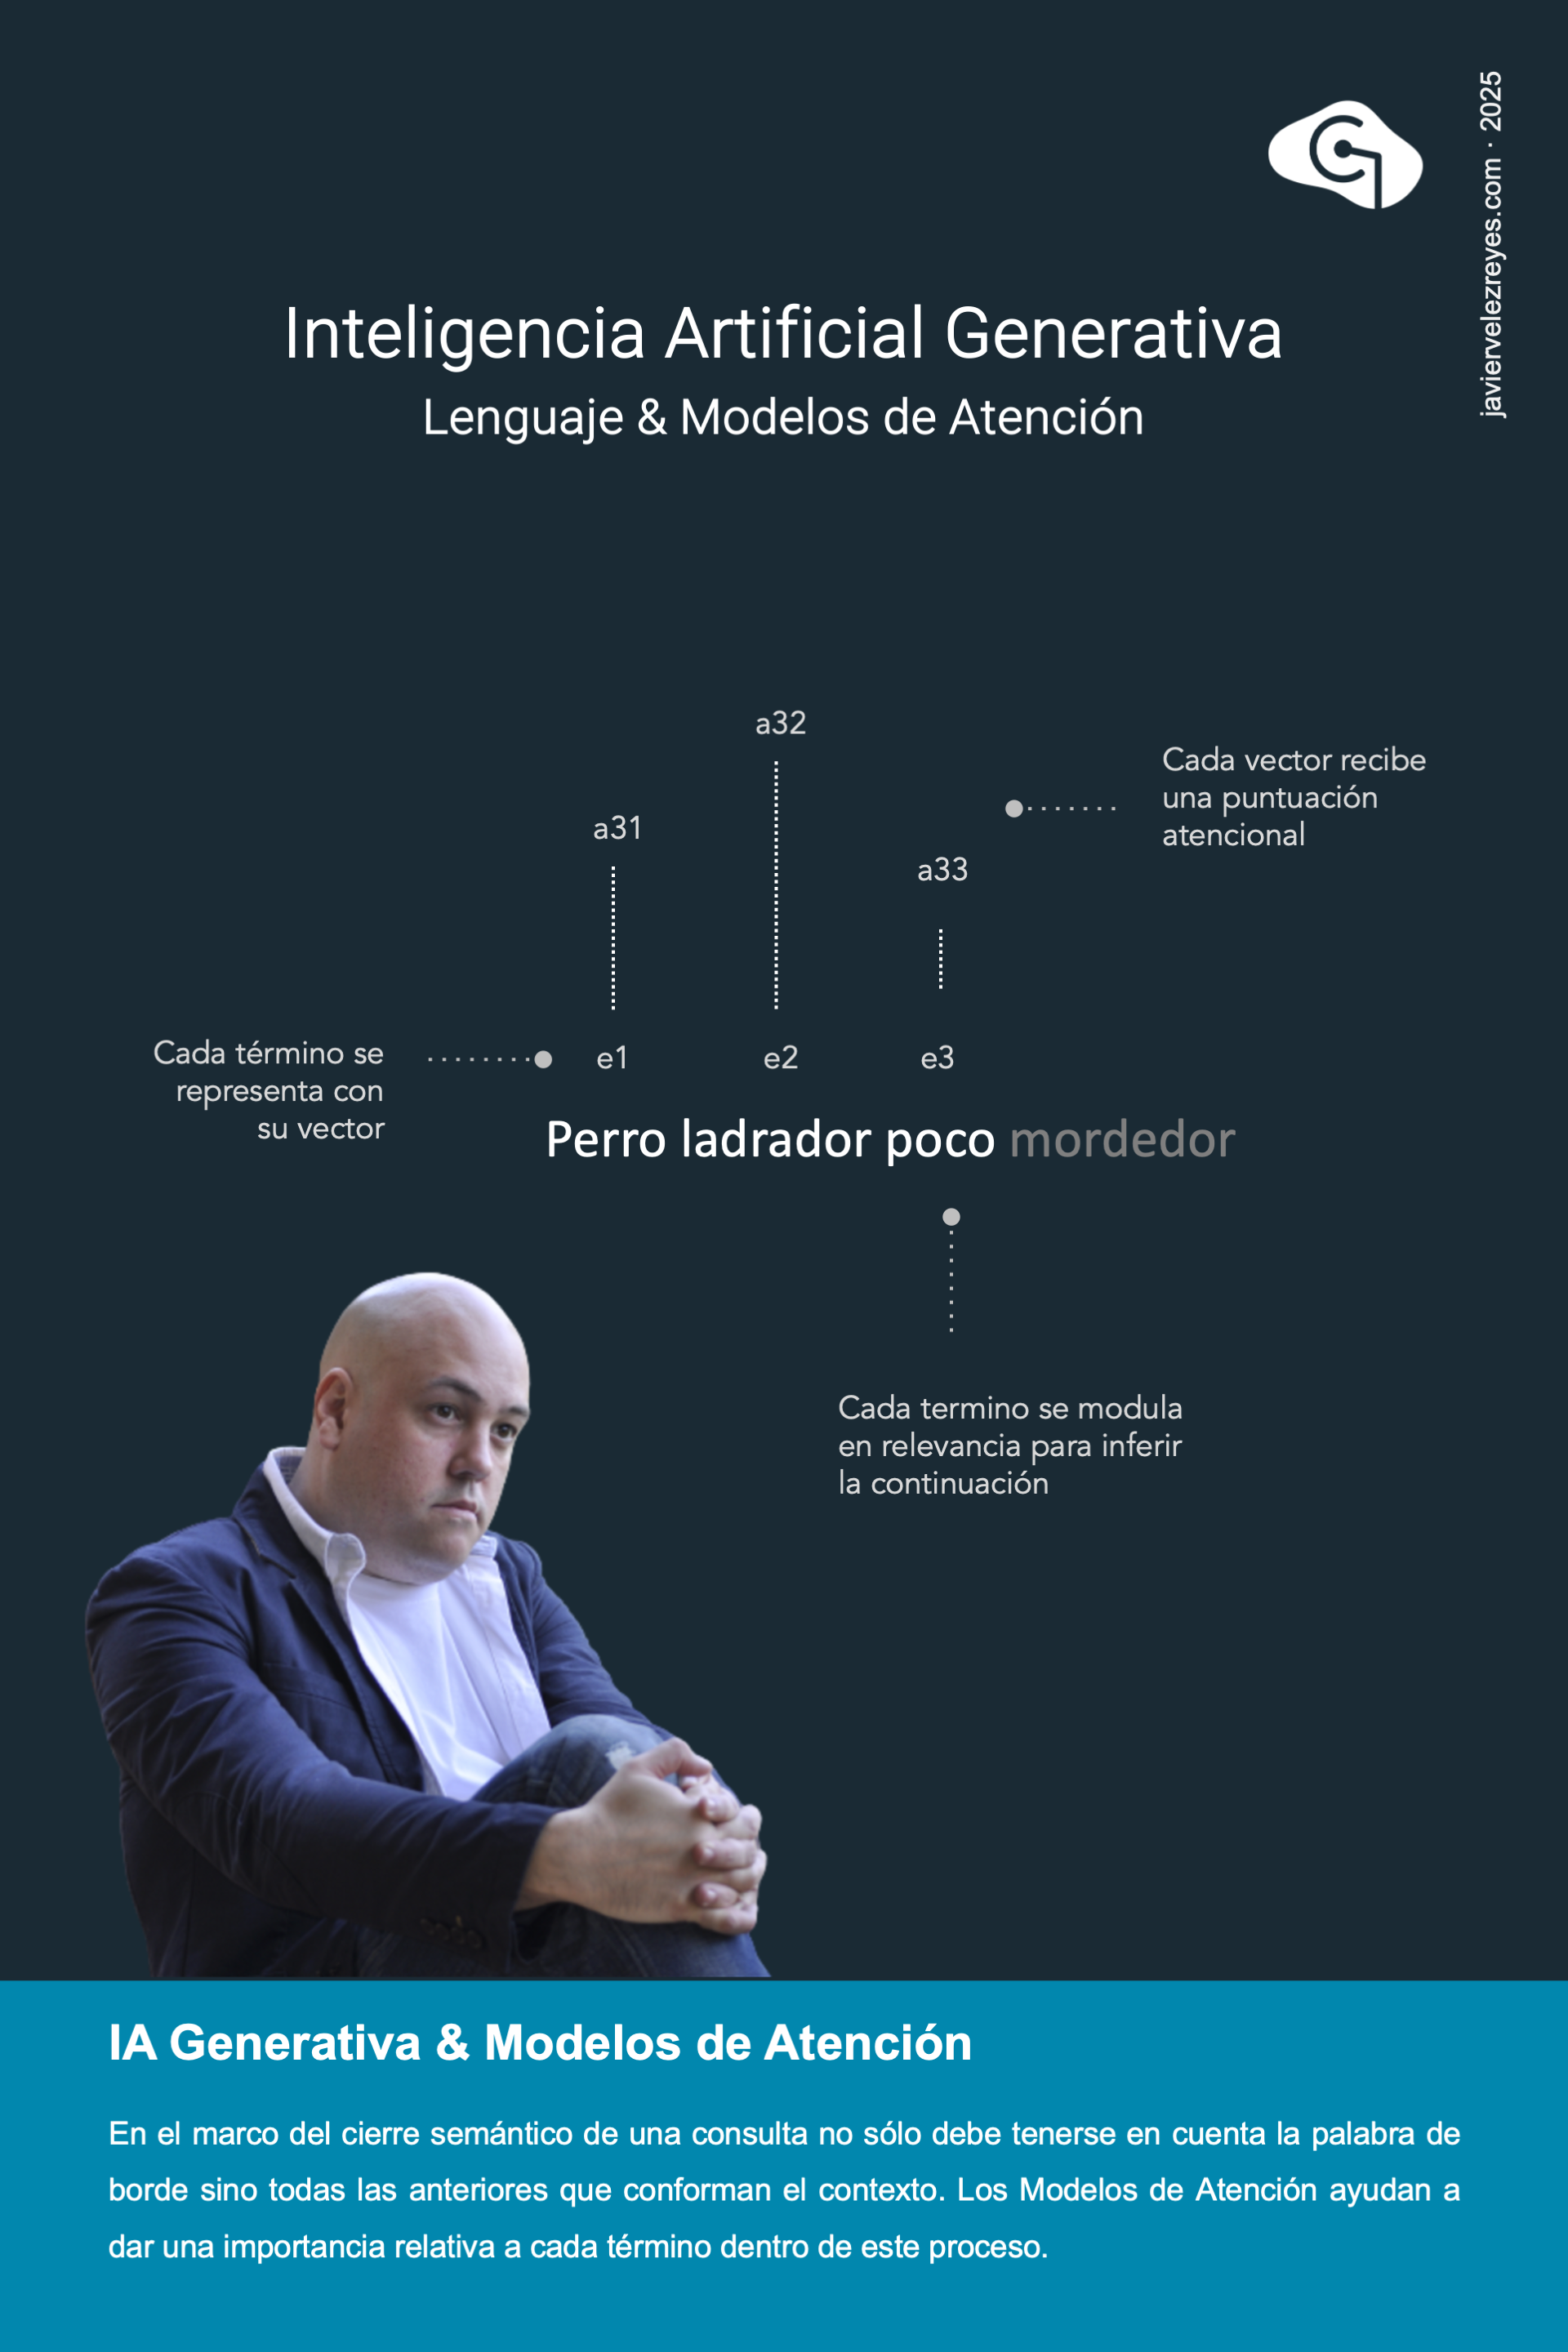 javiervelezreyes.com · 2025
Inteligencia Artificial Generativa
Lenguaje & Modelos de Atención
a32
Cada vector recibe
una puntuación
atencional
a31
a33
Cada término se
representa con
su vector
e1 e2 e3
Perro ladrador poco mordedor
Cada termino se modula
en relevancia para inferir
la continuación
IA Generativa & Modelos de Atención
En el marco del cierre semántico de una consulta no sólo debe tenerse en cuenta la palabra de
borde sino todas las anteriores que conforman el contexto. Los Modelos de Atención ayudan a
dar una importancia relativa a cada término dentro de este proceso.